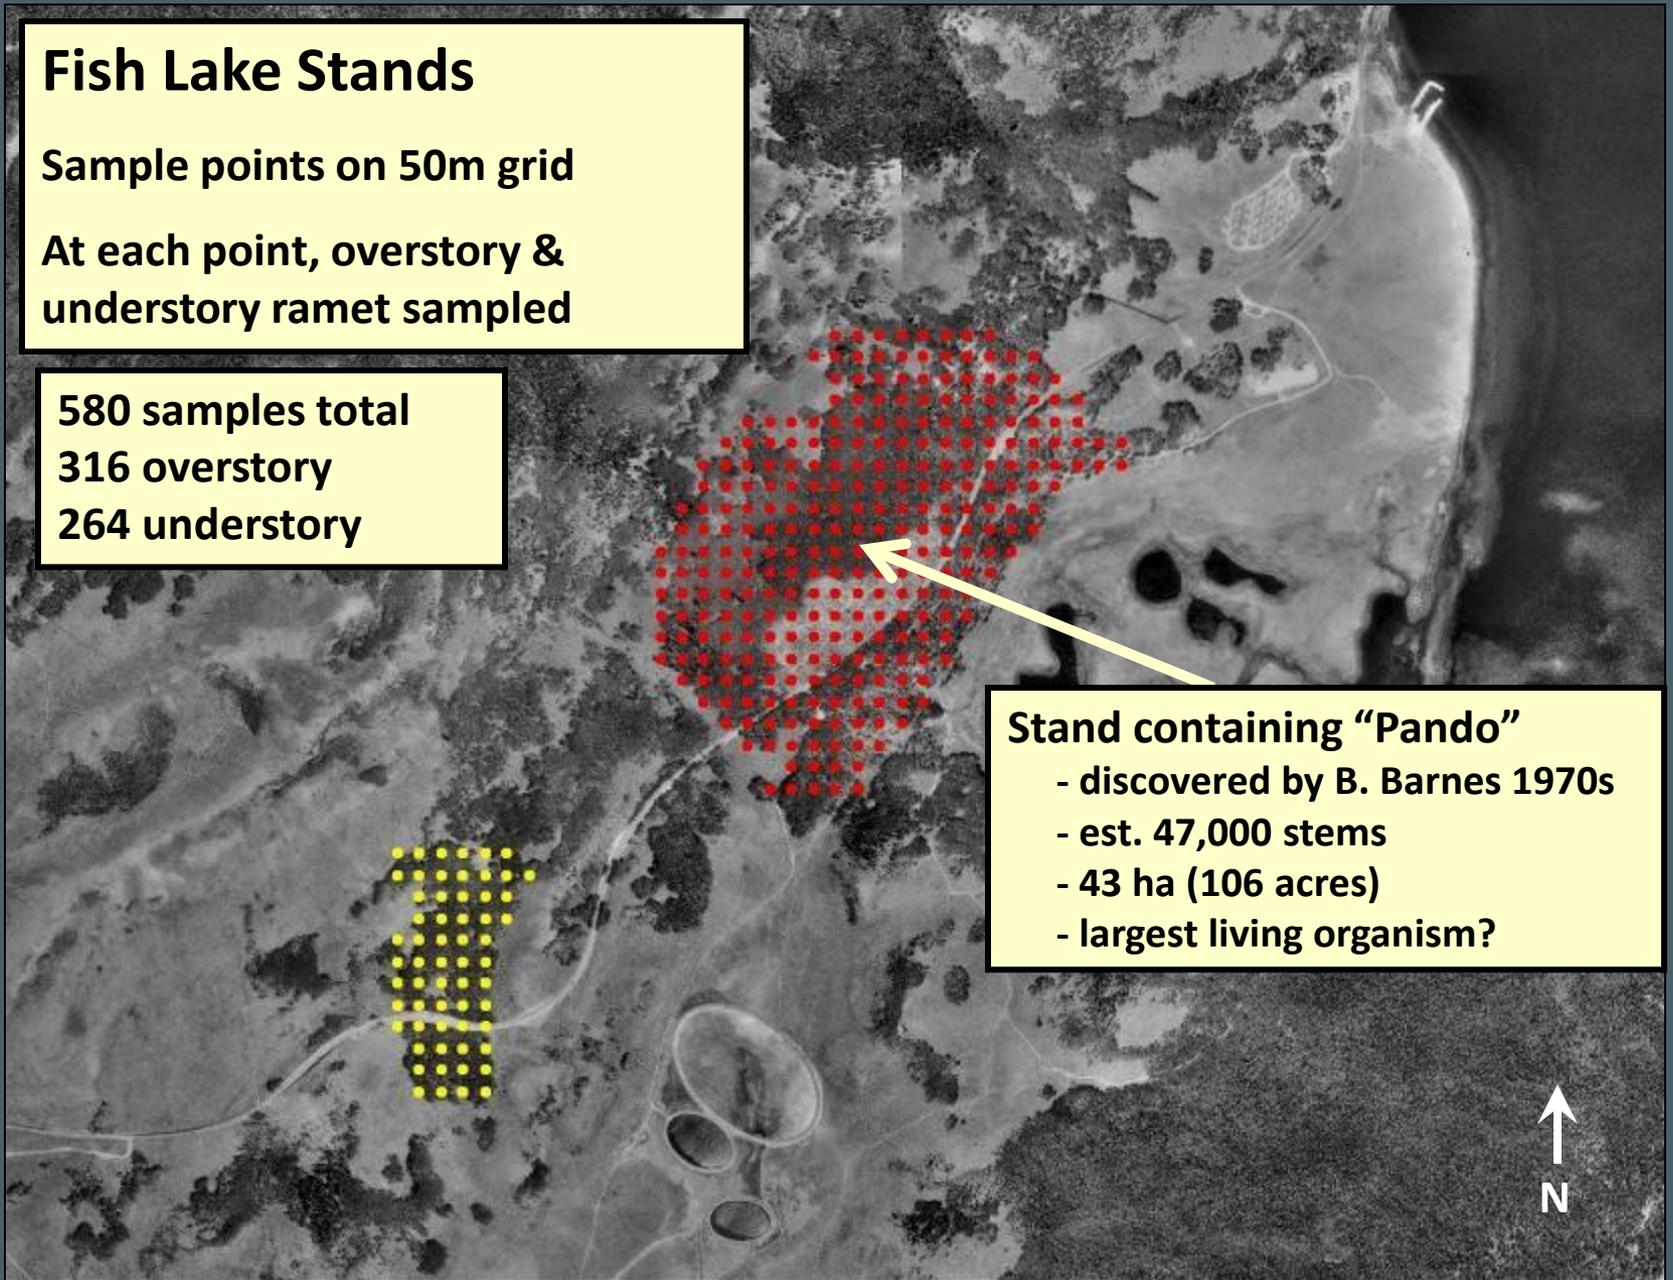 Fish Lake Stands
Sample points on 50m grid
At each point, overstory &
understory ramet sampled
580 samples total
316 overstory
264 understory
Stand containing “Pando”
- discovered by B. Barnes 1970s
- est. 47,000 stems
- 43 ha (106 acres)
- largest living organism?
N